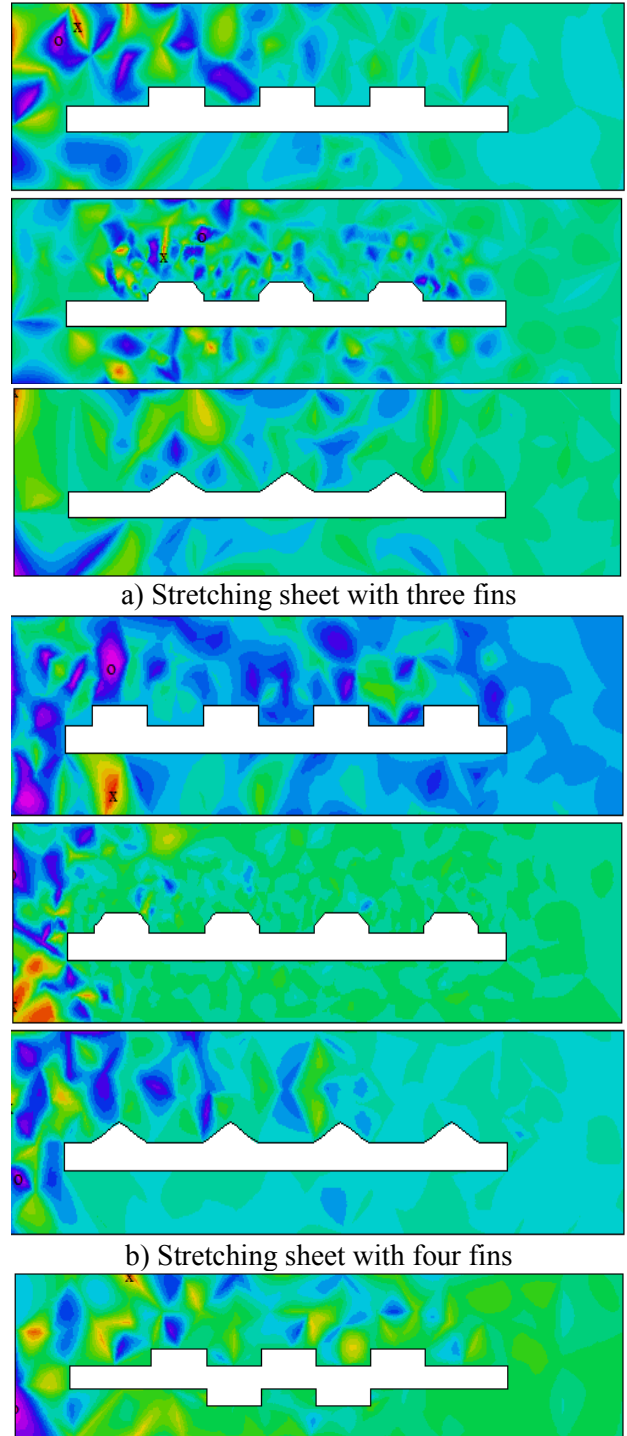 x
o
o
x
a) Stretching sheet with three fins
o
x
b) Stretching sheet with four fins
o
x